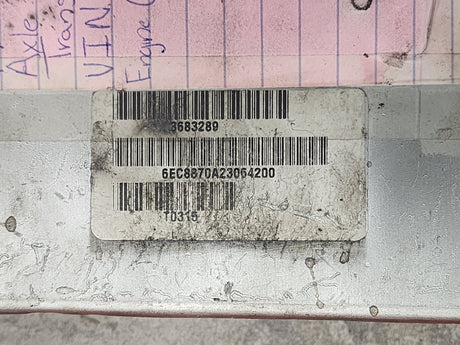 Axle
Trans
VIN
Engine (
3683289
6EC8870A23064200
T0315